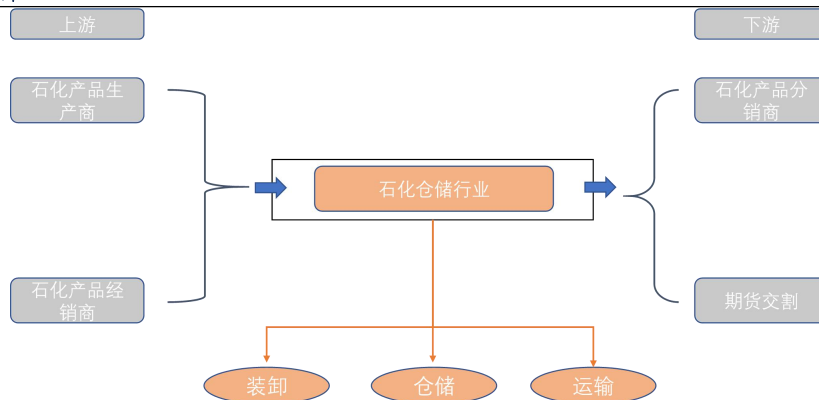 上游
下游
石化产品生
产商
石化产品分
销商
石化仓储行业
石化产品经
销商
期货交割
装卸
仓储
运输